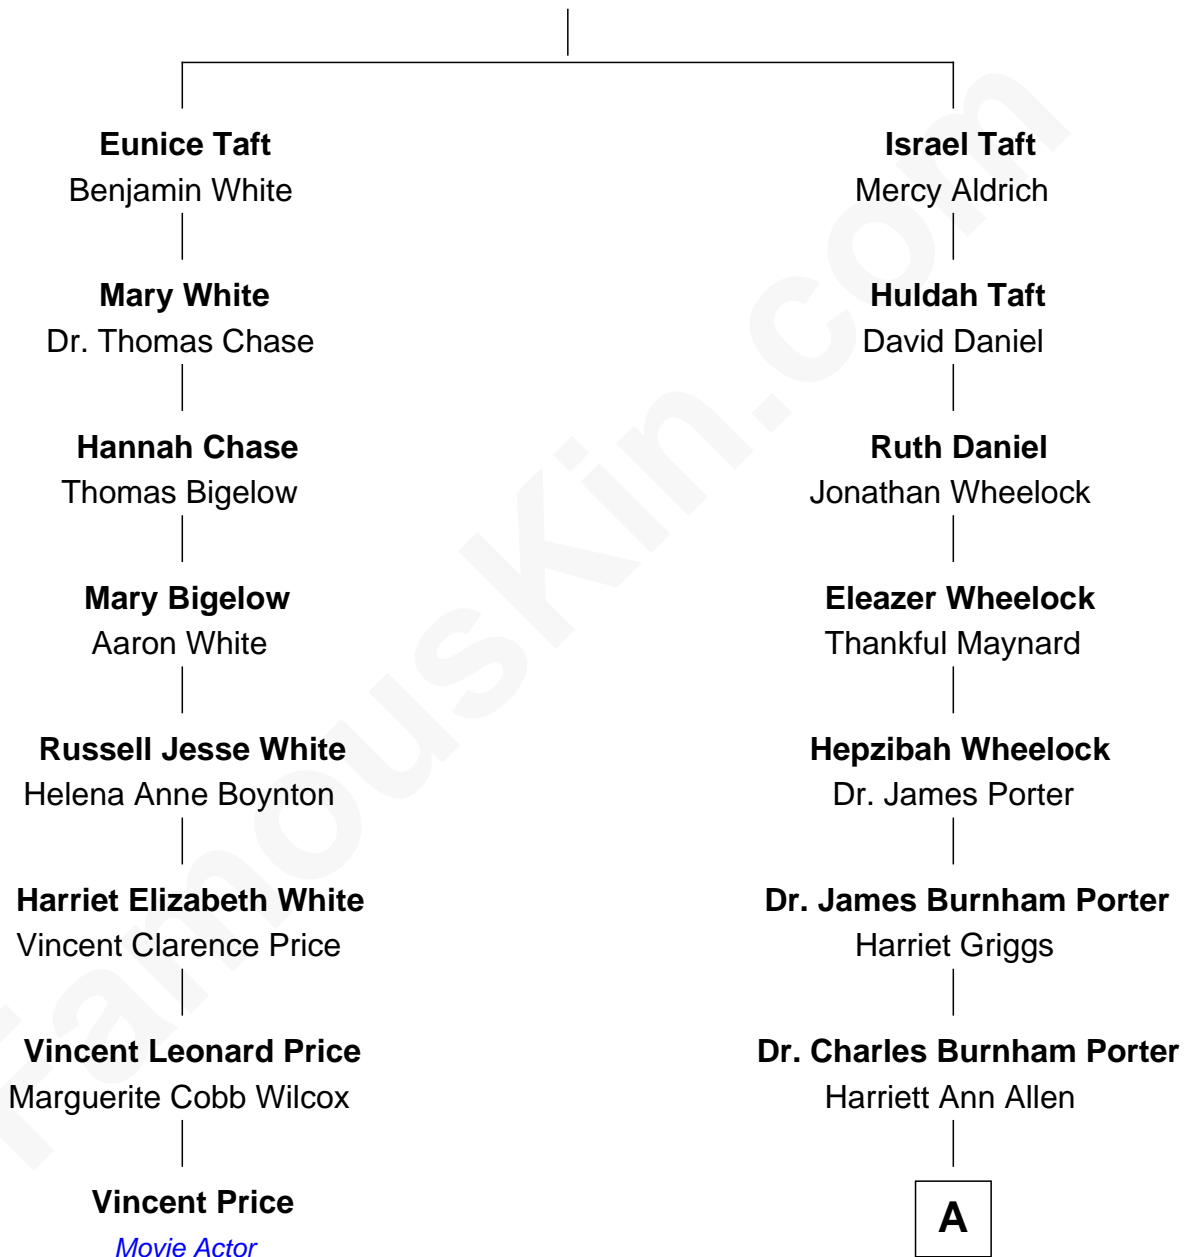 Eunice Taft
Benjamin White
Mary White
Dr. Thomas Chase
Hannah Chase
Thomas Bigelow
Mary Bigelow
Aaron White
Russell Jesse White
Helena Anne Boynton
Harriet Elizabeth White
Vincent Clarence Price
Vincent Leonard Price
Marguerite Cobb Wilcox
Vincent Price
Movie Actor
Israel Taft
Mercy Aldrich
Huldah Taft
David Daniel
Ruth Daniel
Jonathan Wheelock
Eleazer Wheelock
Thankful Maynard
Hepzibah Wheelock
Dr. James Porter
Dr. James Burnham Porter
Harriet Griggs
Dr. Charles Burnham Porter
Harriett Ann Allen
A
FamousKin.com